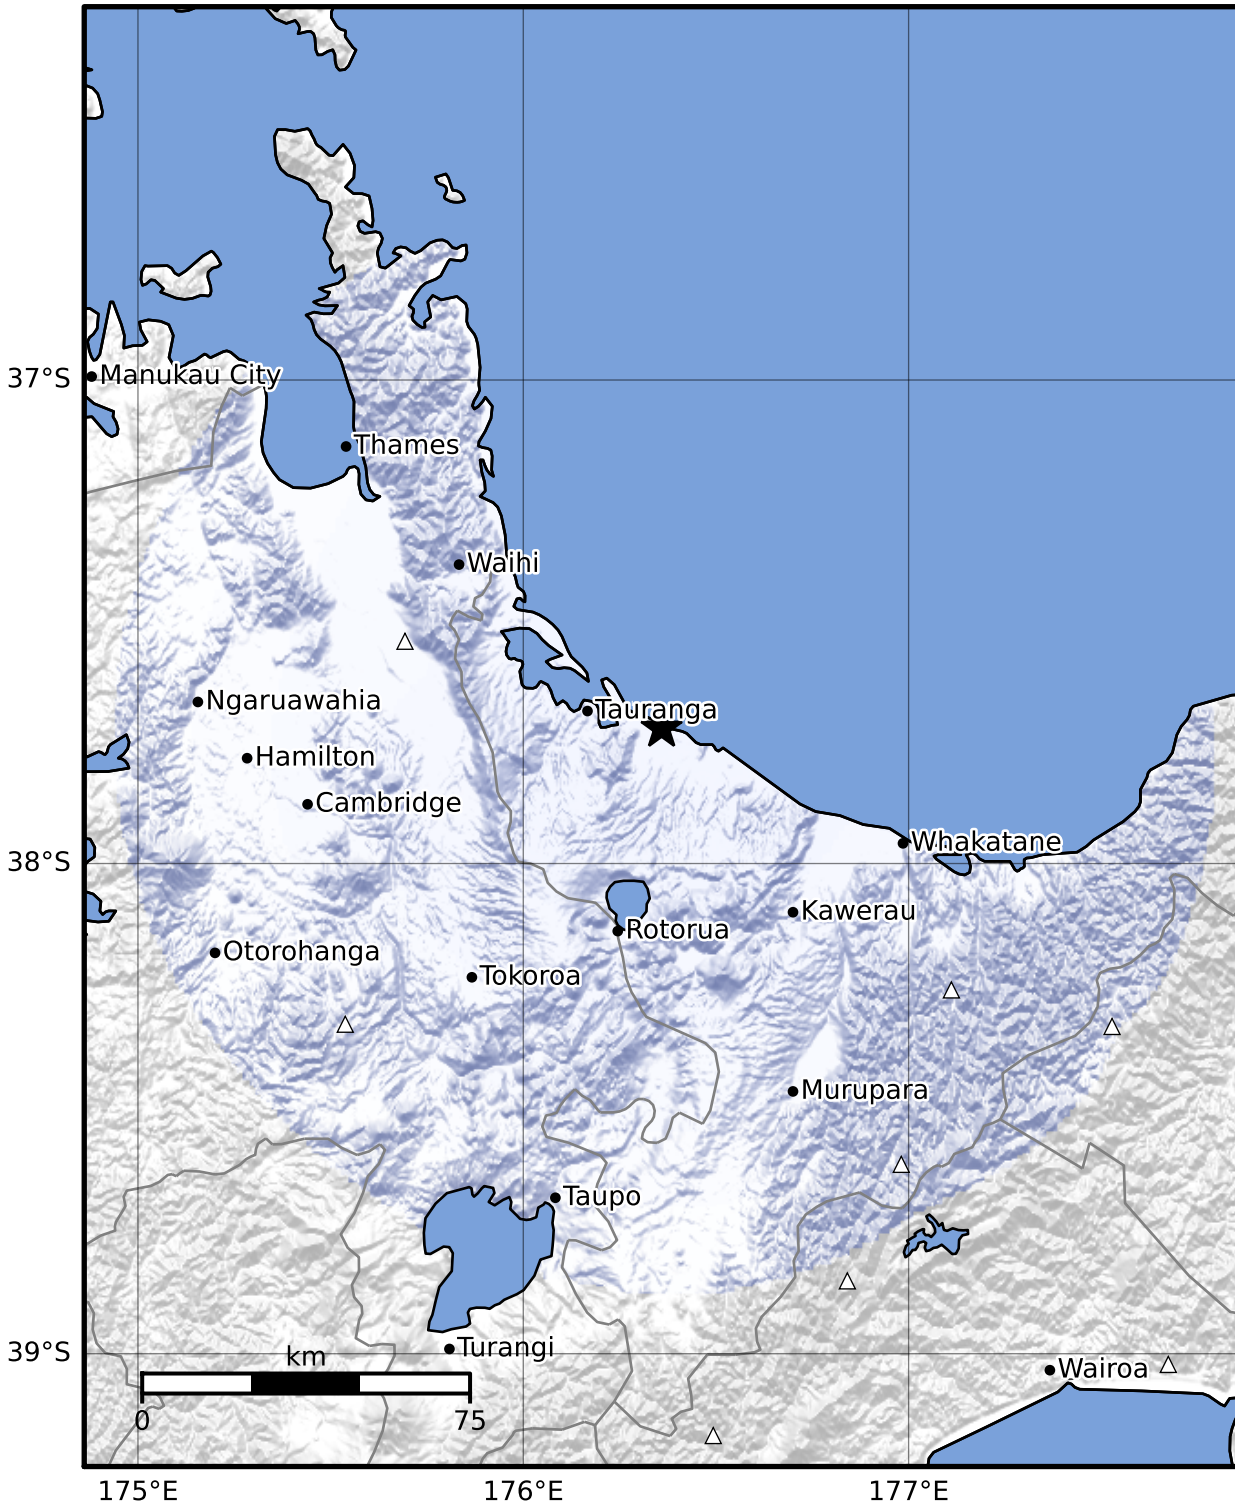 37°S
Manukau City
Thames
Waihi
Ngaruawahia
Tauranga
Hamilton
Cambridge
Whakatane
38°S
Kawerau
Rotorua
Otorohanga
Tokoroa
Murupara
Taupo
39°S
Turangi
km
Wairoa
0 75
175°E 176°E 177°E